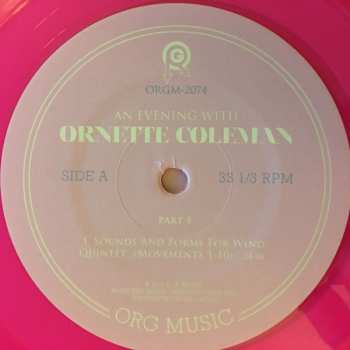 ORGM-2074
AN EVENING WITH
ORNETTE COLEMAN
SIDE A
33 1/3 RPM
PART 1
1. SOUNDS AND FORMS FOR WIND
QUINTET (MOVEMENTS 1-10)
ORG MUSIC